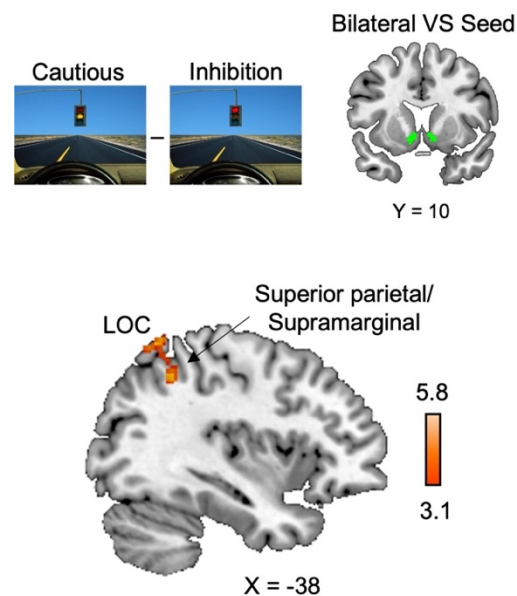 Bilateral VS Seed
Cautious
Inhibition
–
Y = 10
Superior parietal/
Supramarginal
LOC
5.8
3.1
X = -38